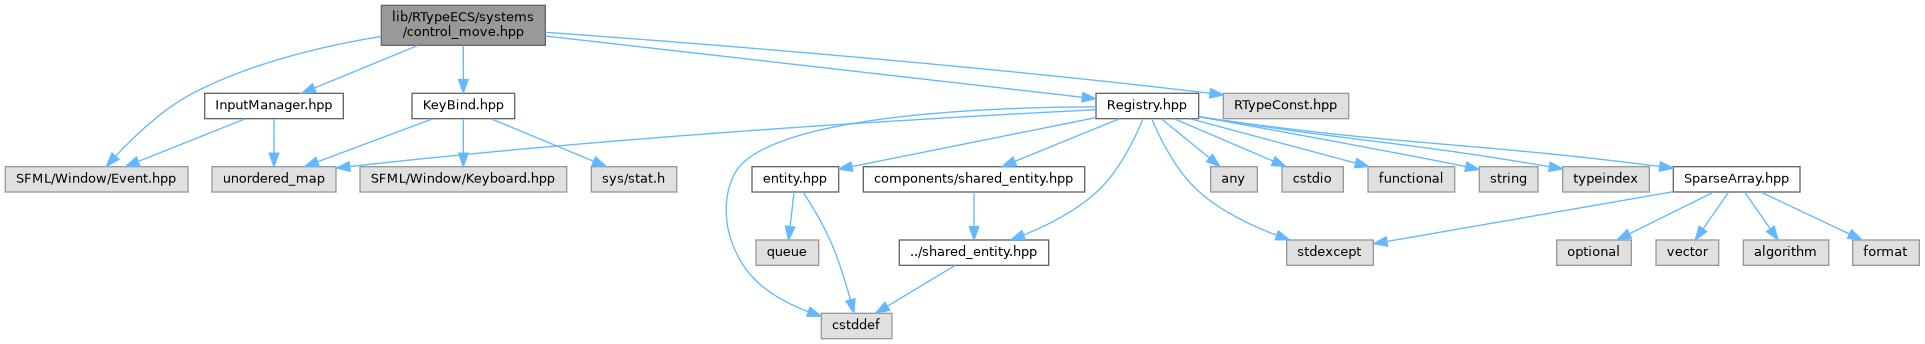 lib/RTypeECS/systems
/control_move.hpp
InputManager.hpp
KeyBind.hpp
Registry.hpp
RTypeConst.hpp
SFML/Window/Event.hpp
unordered_map
SFML/Window/Keyboard.hpp
sys/stat.h
entity.hpp
components/shared_entity.hpp
any
cstdio
functional
string
typeindex
SparseArray.hpp
queue
../shared_entity.hpp
stdexcept
optional
vector
algorithm
format
cstddef